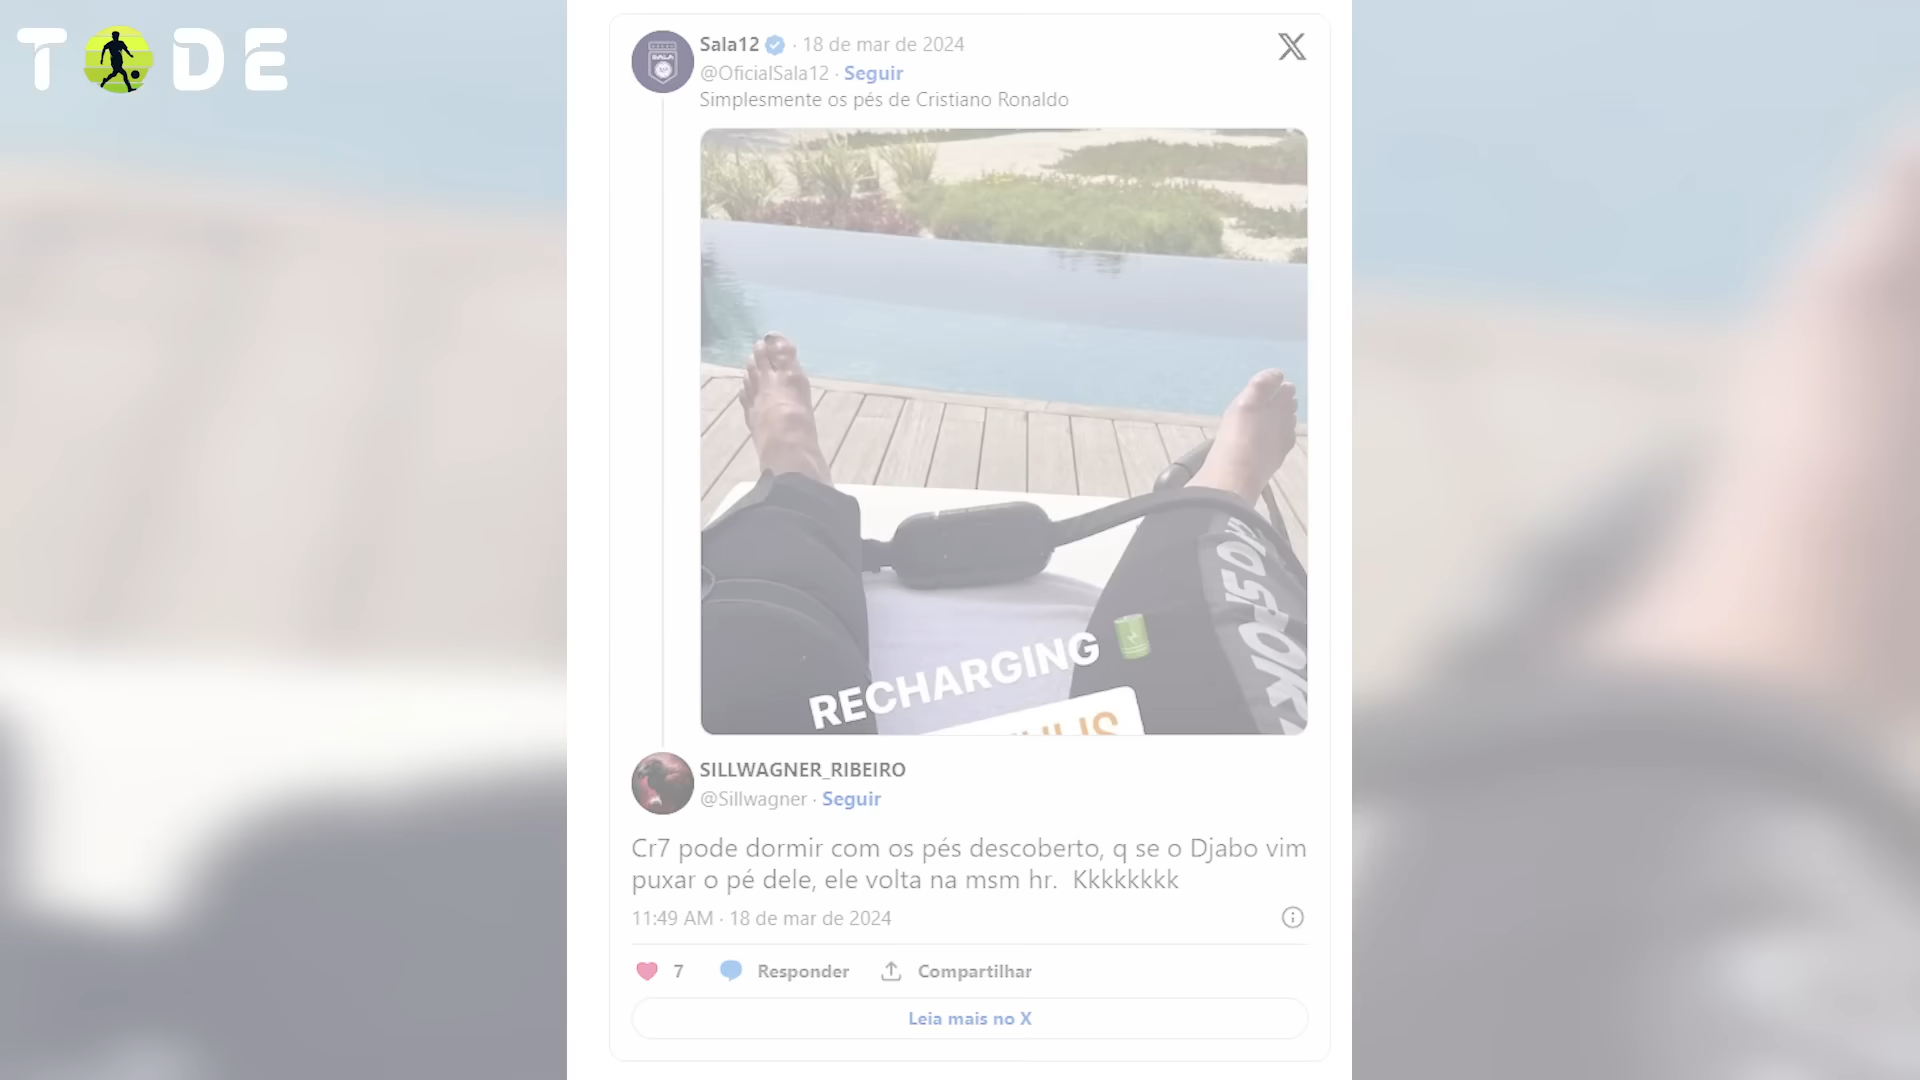 TODE
Sala12 · 18 de mar de 2024
@OficialSala12 · Seguir
Simplesmente os pés de Cristiano Ronaldo
RECHARGING
SILLWAGNER_RIBEIRO
@Sillwagner · Seguir
Cr7 pode dormir com os pés descoberto, q se o Djabo vim
puxar o pé dele, ele volta na msm hr. Kkkkkkkk
11:49 AM · 18 de mar de 2024
7 Responder Compartilhar
Leia mais no X